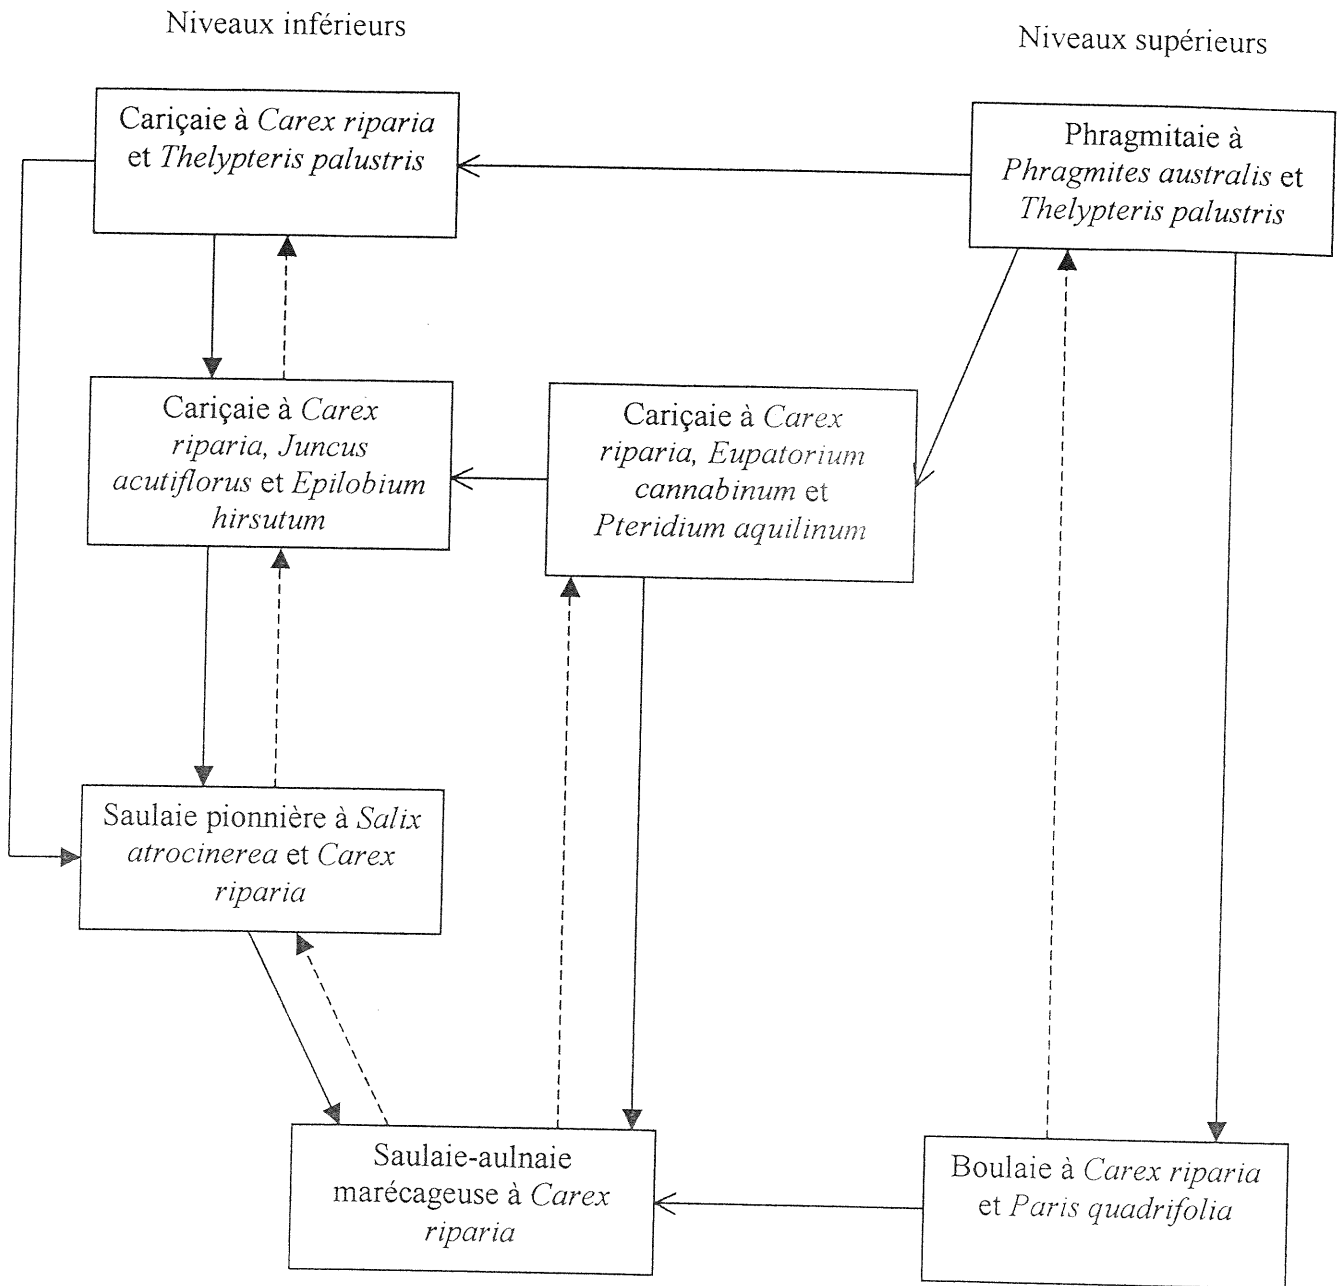 Niveaux inférieurs
Niveaux supérieurs
Cariçaie à Carex riparia
et Thelypteris palustris
Phragmitaie à
Phragmites australis et
Thelypteris palustris
Cariçaie à Carex
riparia, Juncus
acutiflorus et Epilobium
hirsutum
Cariçaie à Carex
riparia, Eupatorium
cannabinum et
Pteridium aquilinum
Saulaie pionnière à Salix
atrocinerea et Carex
riparia
Saulaie-aulnaie
marécageuse à Carex
riparia
Boulaie à Carex riparia
et Paris quadrifolia